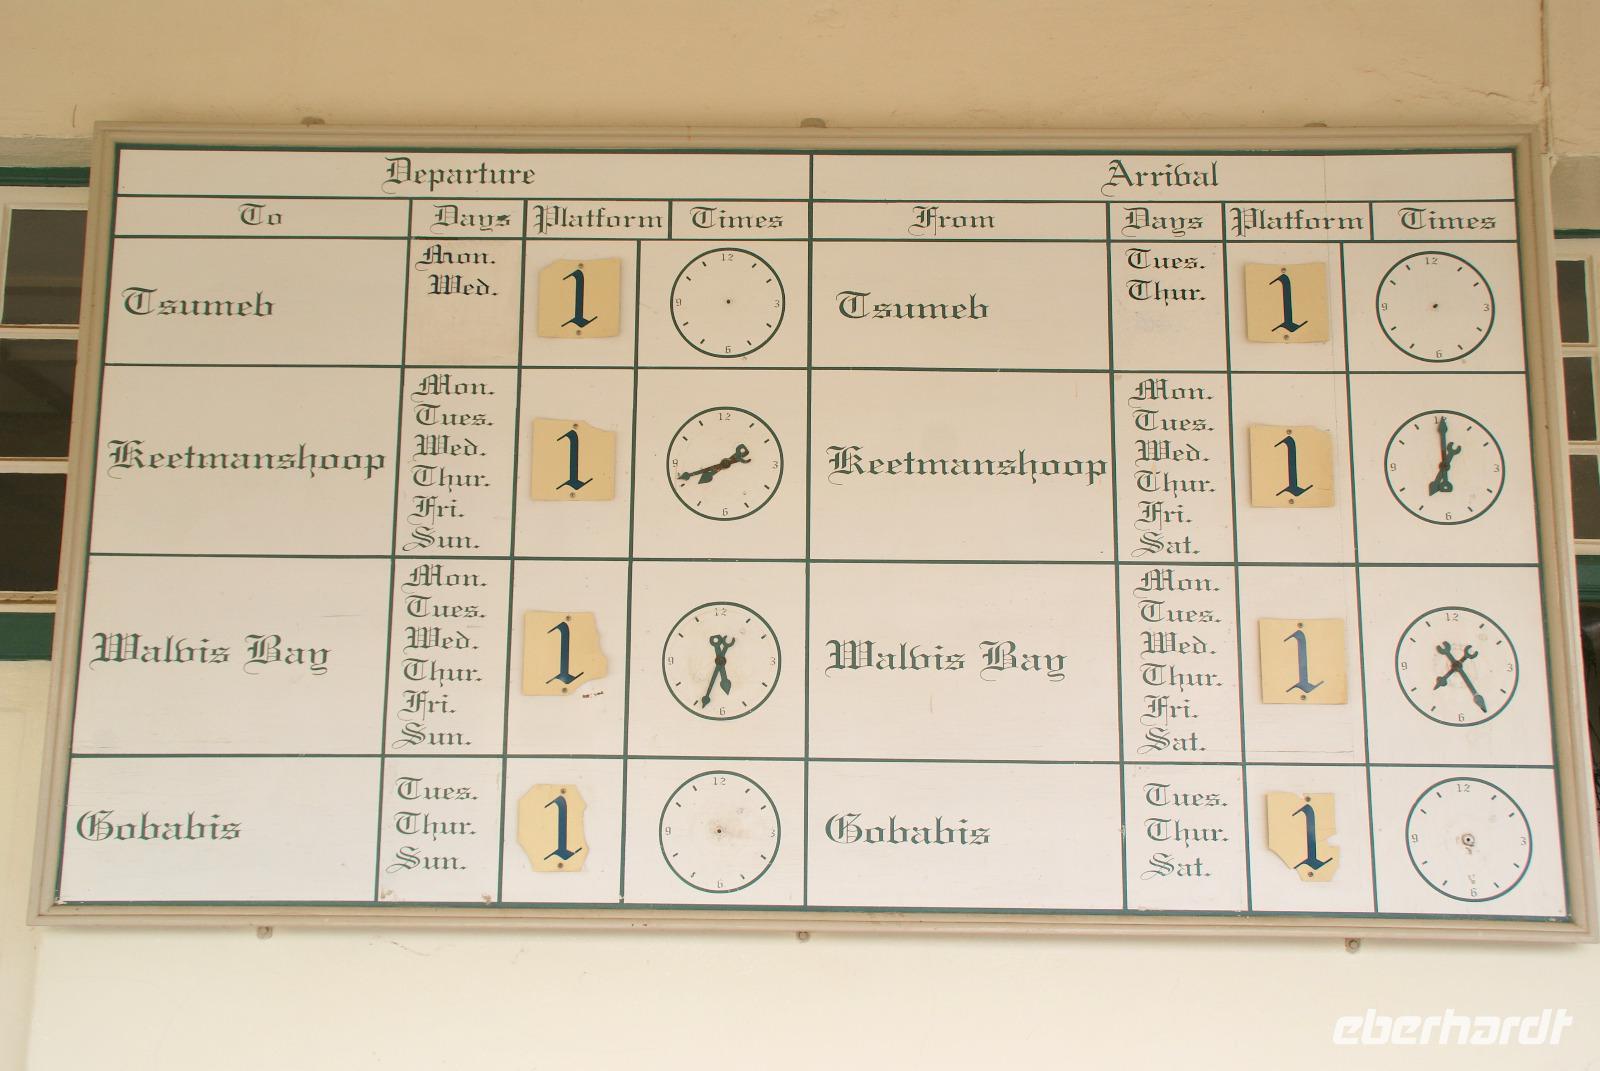 Departure Arrival
To Days Platform Times From Days Platform Times
Tsumeb
Mon.
Wed.
1
12
3
6
9
Tsumeb
Tues.
Thur.
1
12
3
6
9
Keetmanshoop
Mon.
Tues.
Wed.
Thur.
Fri.
Sun.
1
12
3
6
9
Keetmanshoop
Mon.
Tues.
Wed.
Thur.
Fri.
Sat.
1
12
3
6
9
Walvis Bay
Mon.
Tues.
Wed.
Thur.
Fri.
Sun.
1
12
3
6
9
Walvis Bay
Mon.
Tues.
Wed.
Thur.
Fri.
Sat.
1
12
3
6
9
Gobabis
Tues.
Thur.
Sun.
1
12
3
6
9
Gobabis
Tues.
Thur.
Sat.
1
12
3
6
9
eberhardt